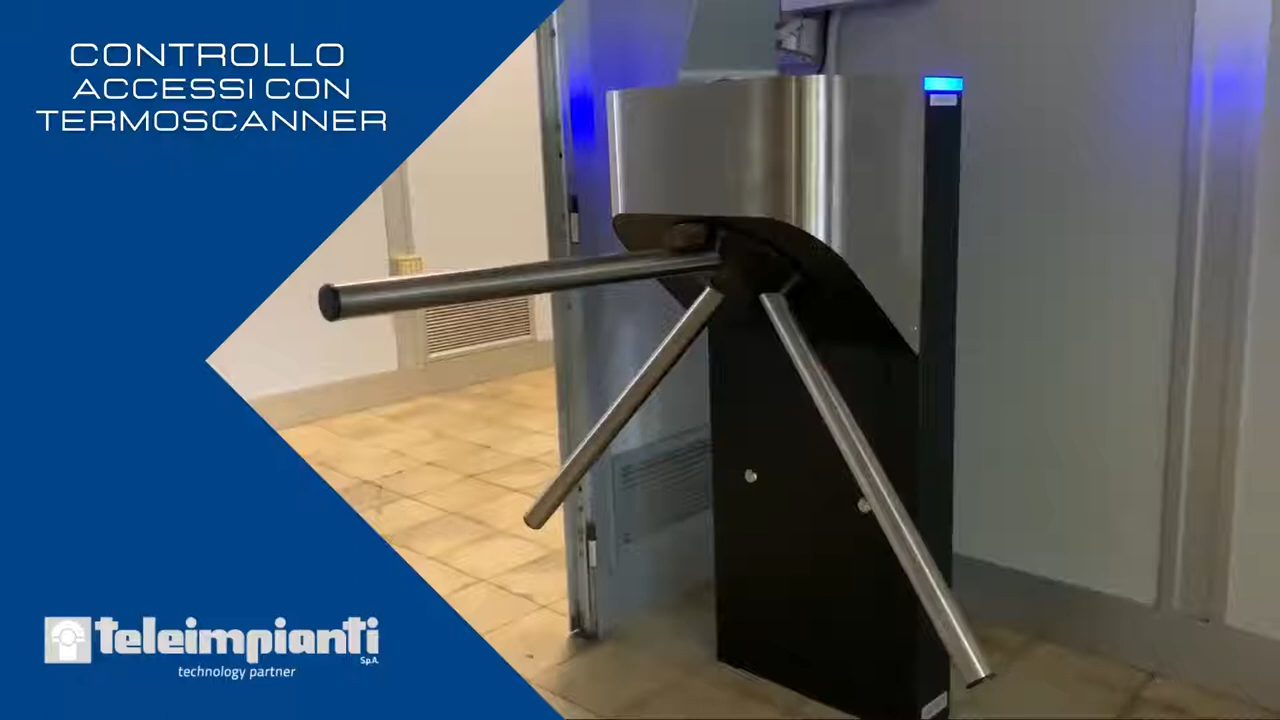 CONTROLLO
ACCESSI CON
TERMOSCANNER
teleimpianti
S.p.A.
technology partner